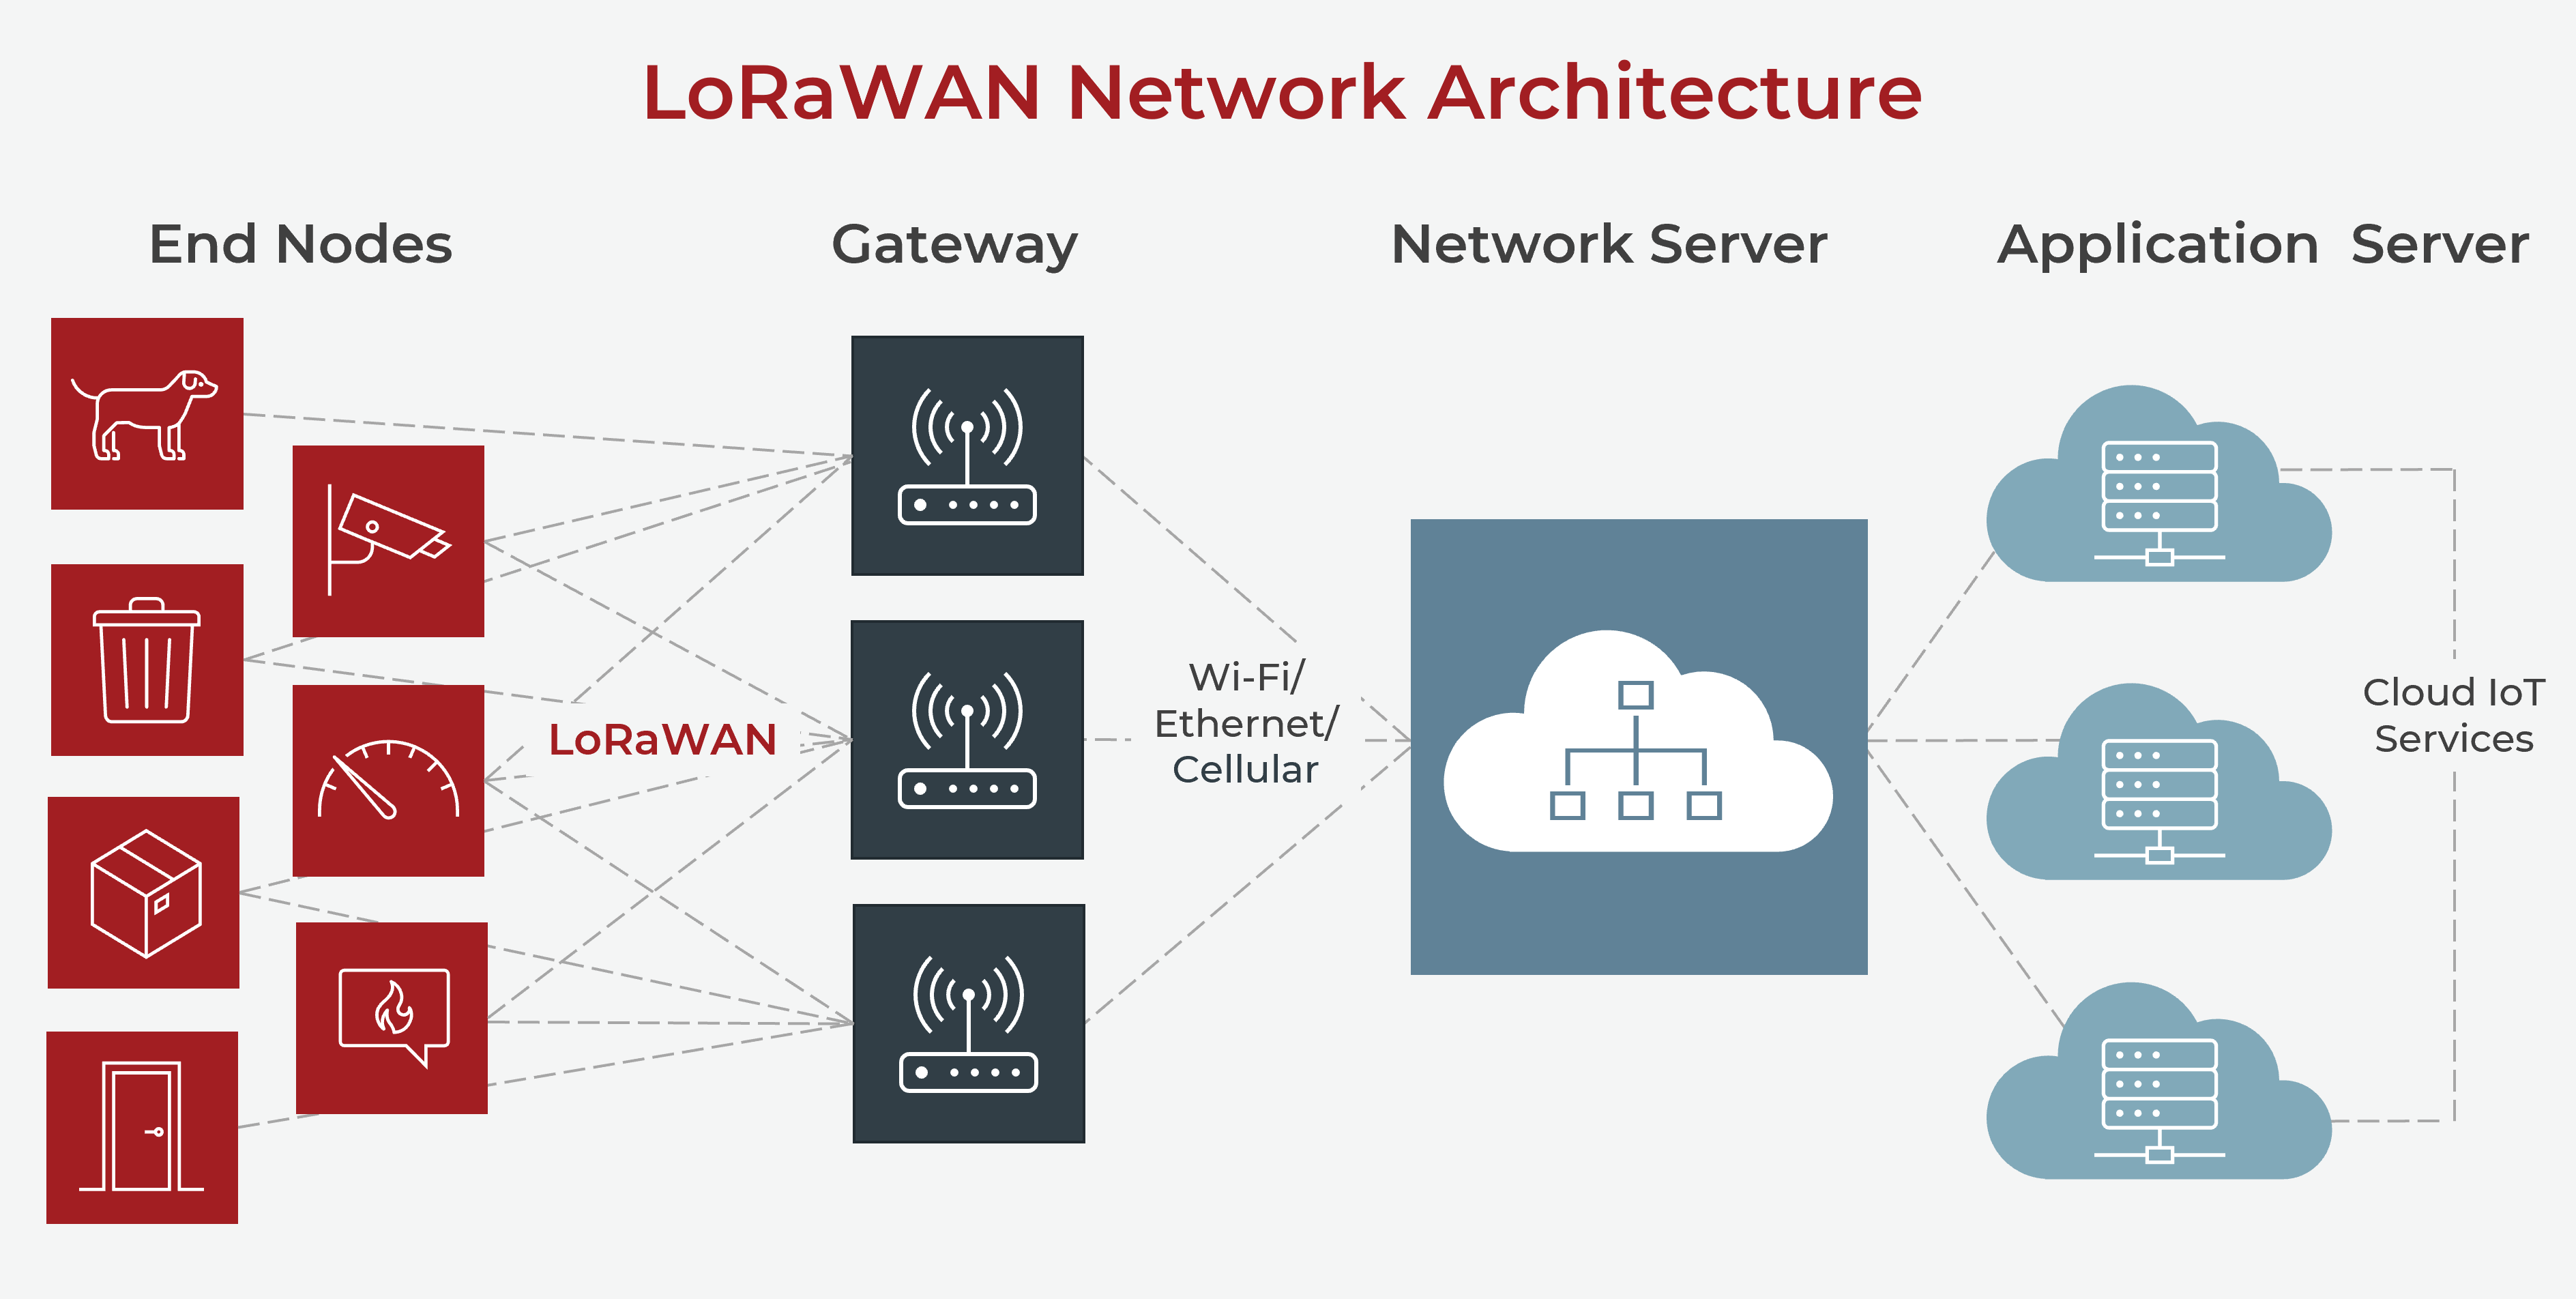 LoRaWAN Network Architecture
End Nodes
Gateway
Network Server
Application Server
LoRaWAN
Wi-Fi/
Ethernet/
Cellular
Cloud IoT
Services